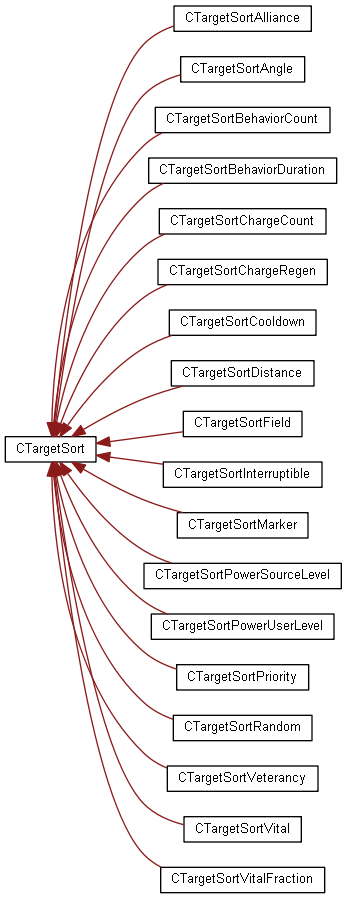 CTargetSortAlliance
CTargetSortAngle
CTargetSortBehaviorCount
CTargetSortBehaviorDuration
CTargetSortChargeCount
CTargetSortChargeRegen
CTargetSortCooldown
CTargetSortDistance
CTargetSortField
CTargetSort
CTargetSortInterruptible
CTargetSortMarker
CTargetSortPowerSourceLevel
CTargetSortPowerUserLevel
CTargetSortPriority
CTargetSortRandom
CTargetSortVeterancy
CTargetSortVital
CTargetSortVitalFraction